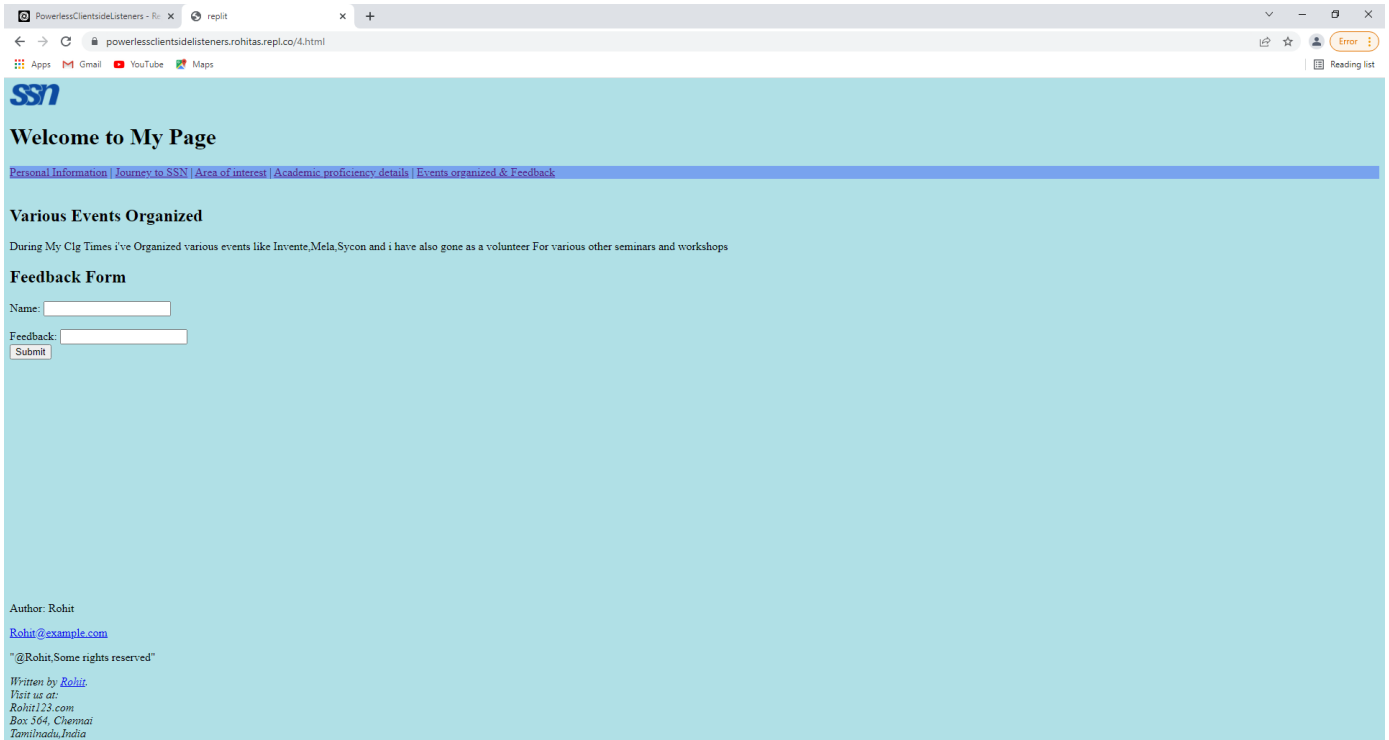 PowerlessClientsideListeners - Re
replit
powerlessclientsidelisteners.rohitas.repl.co/4.html
Error
Apps
Gmail
YouTube
Maps
Reading list
ssn
Welcome to My Page
Personal Information | Journey to SSN | Area of interest | Academic proficiency details | Events organized & Feedback
Various Events Organized
During My Clg Times i've Organized various events like Invente,Mela,Sycon and i have also gone as a volunteer For various other seminars and workshops
Feedback Form
Name:
Feedback:
Submit
Author: Rohit
Rohit@example.com
"@Rohit,Some rights reserved"
Written by Rohit.
Visit us at:
Rohit123.com
Box 564, Chennai
Tamilnadu,India